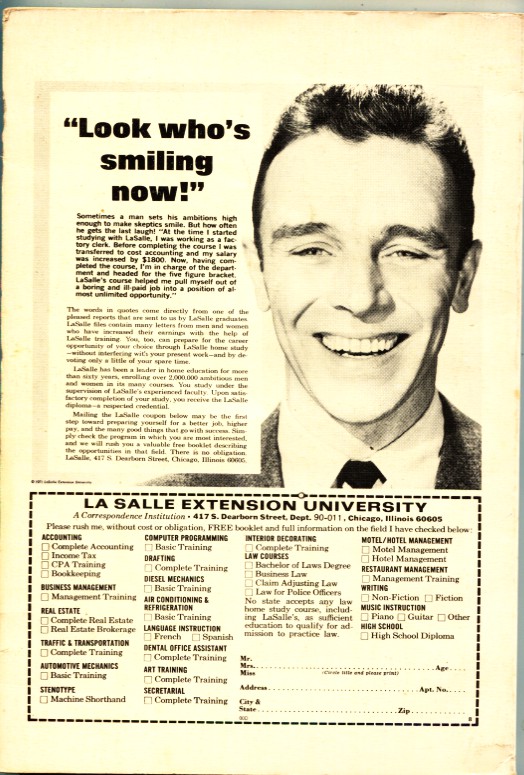 “Look who’s
smiling
now!”
Sometimes a man sets his ambitions high
enough to make skeptics smile. But how often
he gets the last laugh! “At the time I started
studying with LaSalle, I was working as a fac-
tory clerk. Before completing the course I was
transferred to cost accounting and my salary
was increased by $1800. Now, having com-
pleted the course, I’m in charge of the depart-
ment and headed for the five figure bracket.
LaSalle’s course helped me pull myself out of
a boring and ill-paid job into a position of al-
most unlimited opportunity.”
The words in quotes come directly from one of the
pleased reports that are sent to us by LaSalle graduates.
LaSalle files contain many letters from men and women
who have increased their earnings with the help of
LaSalle training. You, too, can prepare for the career
opportunity of your choice through LaSalle home study
—without interfering wit's your present work—and by de-
voting only a little of your spare time.
LaSalle has been a leader in home education for more
than sixty years, enrolling over 2,000,000 ambitious men
and women in its many courses. You study under the
supervision of LaSalle’s experienced faculty. Upon satis-
factory completion of your study, you receive the LaSalle
diploma—a respected credential.
Mailing the LaSalle coupon below may be the first
step toward preparing yourself for a better job, higher
pay, and the many good things that go with success. Sim-
ply check the program in which you are most interested,
and we will rush you a valuable free booklet describing
the opportunities in that field. There is no obligation.
LaSalle, 417 S. Dearborn Street, Chicago, Illinois 60605.
© 1971 LaSalle Extension University
LA SALLE EXTENSION UNIVERSITY
A Correspondence Institution • 417 S. Dearborn Street, Dept. 90-011, Chicago, Illinois 60605
Please rush me, without cost or obligation, FREE booklet and full information on the field I have checked below:
ACCOUNTING
Complete Accounting
Income Tax
CPA Training
Bookkeeping
BUSINESS MANAGEMENT
Management Training
REAL ESTATE
Complete Real Estate
Real Estate Brokerage
TRAFFIC & TRANSPORTATION
Complete Training
AUTOMOTIVE MECHANICS
Basic Training
STENOTYPE
Machine Shorthand
COMPUTER PROGRAMMING
Basic Training
DRAFTING
Complete Training
DIESEL MECHANICS
Basic Training
AIR CONDITIONING &
REFRIGERATION
Basic Training
LANGUAGE INSTRUCTION
French Spanish
DENTAL OFFICE ASSISTANT
Complete Training
ART TRAINING
Complete Training
SECRETARIAL
Complete Training
INTERIOR DECORATING
Complete Training
LAW COURSES
Bachelor of Laws Degree
Business Law
Claim Adjusting Law
Law for Police Officers
No state accepts any law
home study course, includ-
ing LaSalle’s, as sufficient
education to qualify for ad-
mission to practice law.
MOTEL/HOTEL MANAGEMENT
Motel Management
Hotel Management
RESTAURANT MANAGEMENT
Management Training
WRITING
Non-Fiction Fiction
MUSIC INSTRUCTION
Piano Guitar Other
HIGH SCHOOL
High School Diploma
Mr.
Mrs. Age
Miss (Circle title and please print)
Address Apt. No.
City &
State Zip